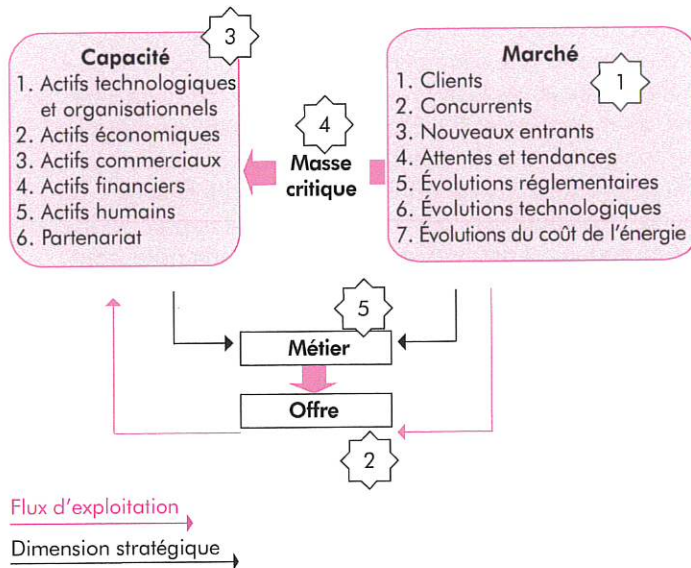 Capacité
3
1. Actifs technologiques
et organisationnels
2. Actifs économiques
3. Actifs commerciaux
4. Actifs financiers
5. Actifs humains
6. Partenariat
4
Masse
critique
Marché
1
1. Clients
2. Concurrents
3. Nouveaux entrants
4. Attentes et tendances
5. Évolutions réglementaires
6. Évolutions technologiques
7. Évolutions du coût de l’énergie
5
Métier
Offre
2
Flux d’exploitation
Dimension stratégique